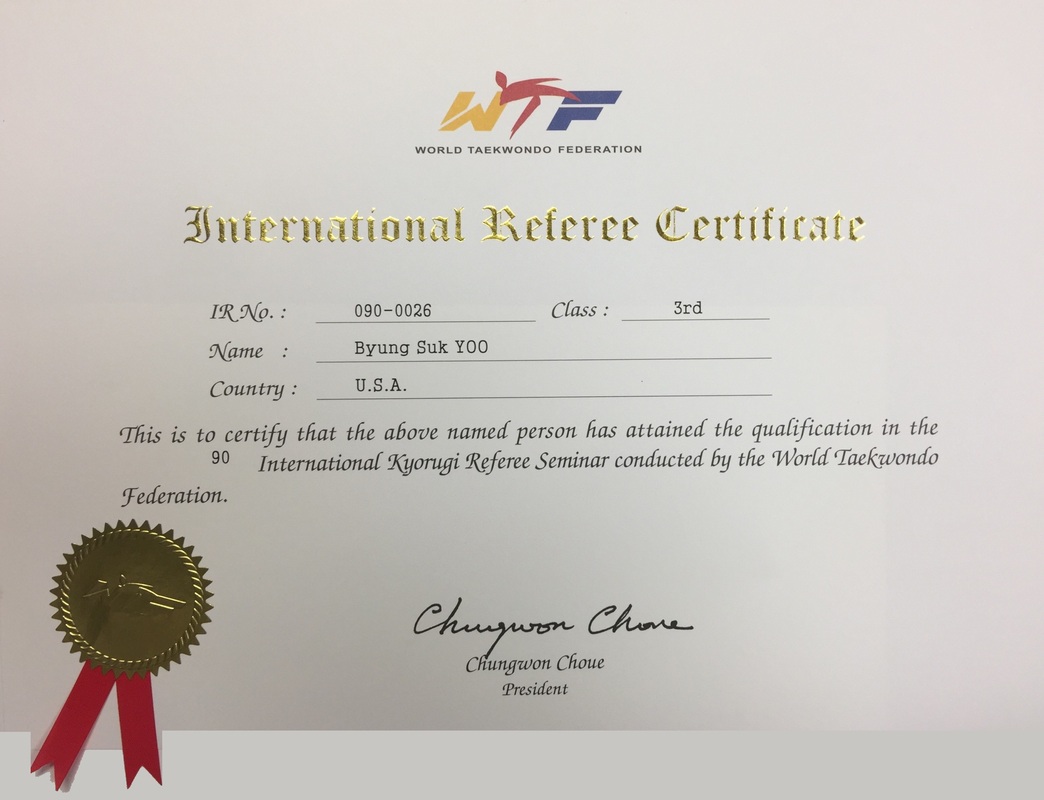 WTF
WORLD TAEKWONDO FEDERATION
International Referee Certificate
IR No. : 090-0026 Class : 3rd
Name : Byung Suk YOO
Country : U.S.A.
This is to certify that the above named person has attained the qualification in the
90 International Kyorugi Referee Seminar conducted by the World Taekwondo
Federation.
Chungwon Choue
Chungwon Choue
President